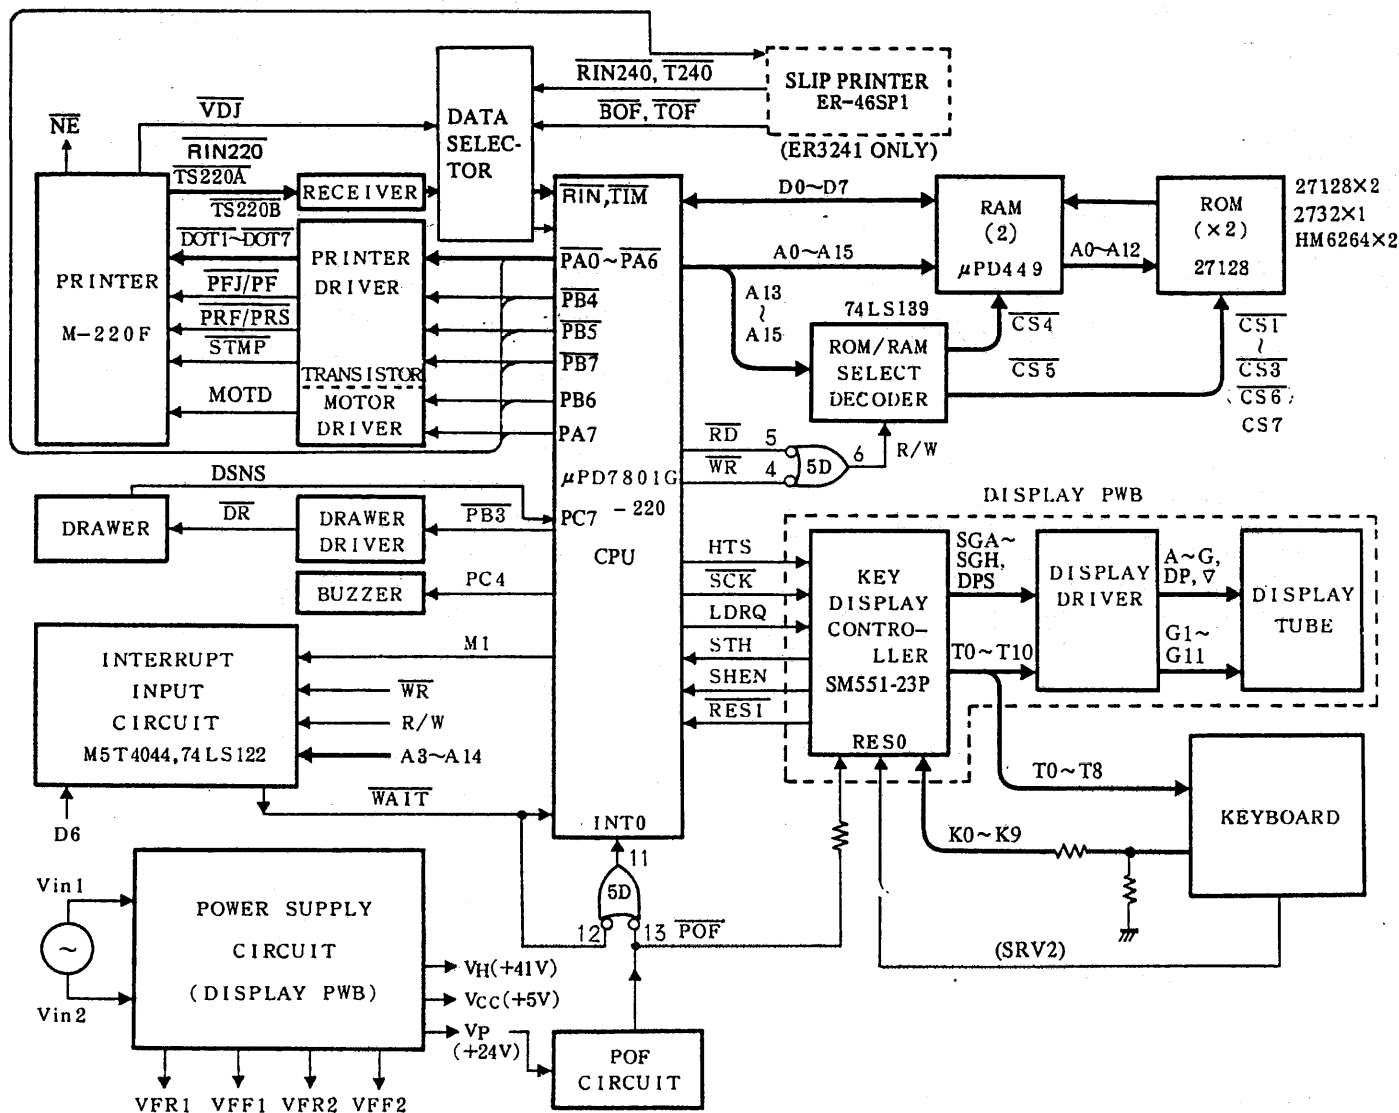 RIN240, T240
SLIP PRINTER
ER-46SP1
BOF, TOF
(ER3241 ONLY)
NE
VDJ
DATA
SELEC-
TOR
RIN220
TS220A
TS220B
RECEIVER
RIN,TIM
D0~D7
RAM
(2)
μPD449
ROM
(×2)
27128
27128×2
2732×1
HM6264×2
A0~A12
PRINTER
M-220F
DOT1~DOT7
PFJ/PF
PRF/PRS
STMP
MOTD
PRINTER
DRIVER
TRANSISTOR
MOTOR
DRIVER
PA0~PA6
PB4
PB5
PB7
PB6
PA7
A0~A15
A13
~
A15
74LS139
ROM/RAM
SELECT
DECODER
CS4
CS5
CS1
~
CS3
CS6
CS7
RD
WR
5
4
5D
6
R/W
μPD7801G
-220
CPU
DSNS
PC7
DRAWER
DR
DRAWER
DRIVER
PB3
BUZZER
PC4
DISPLAY PWB
HTS
SCK
LDRQ
STH
SHEN
RES1
KEY
DISPLAY
CONTRO-
LLER
SM551-23P
RES0
SGA~
SGH,
DPS
T0~T10
DISPLAY
DRIVER
A~G,
DP, ∇
G1~
G11
DISPLAY
TUBE
INTERRUPT
INPUT
CIRCUIT
M5T4044,74LS122
M1
WR
R/W
A3~A14
D6
WAIT
INT0
11
5D
12
13
POF
T0~T8
KEYBOARD
K0~K9
(SRV2)
Vin1
~
Vin2
POWER SUPPLY
CIRCUIT
(DISPLAY PWB)
VH(+41V)
VCC(+5V)
VP
(+24V)
POF
CIRCUIT
VFR1
VFF1
VFR2
VFF2